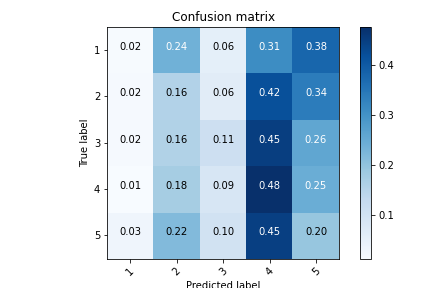 Confusion matrix
1 0.02 0.24 0.06 0.31 0.38
2 0.02 0.16 0.06 0.42 0.34
3 0.02 0.16 0.11 0.45 0.26
4 0.01 0.18 0.09 0.48 0.25
5 0.03 0.22 0.10 0.45 0.20
1 2 3 4 5
True label
Predicted label
0.4
0.3
0.2
0.1